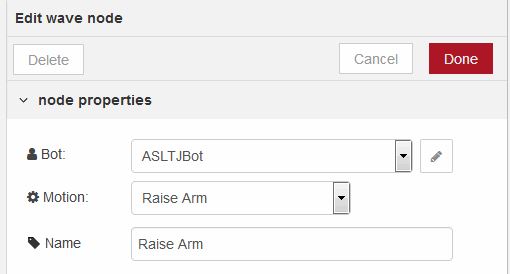 Edit wave node
Delete Cancel Done
node properties
Bot: ASLTJBot
Motion: Raise Arm
Name Raise Arm